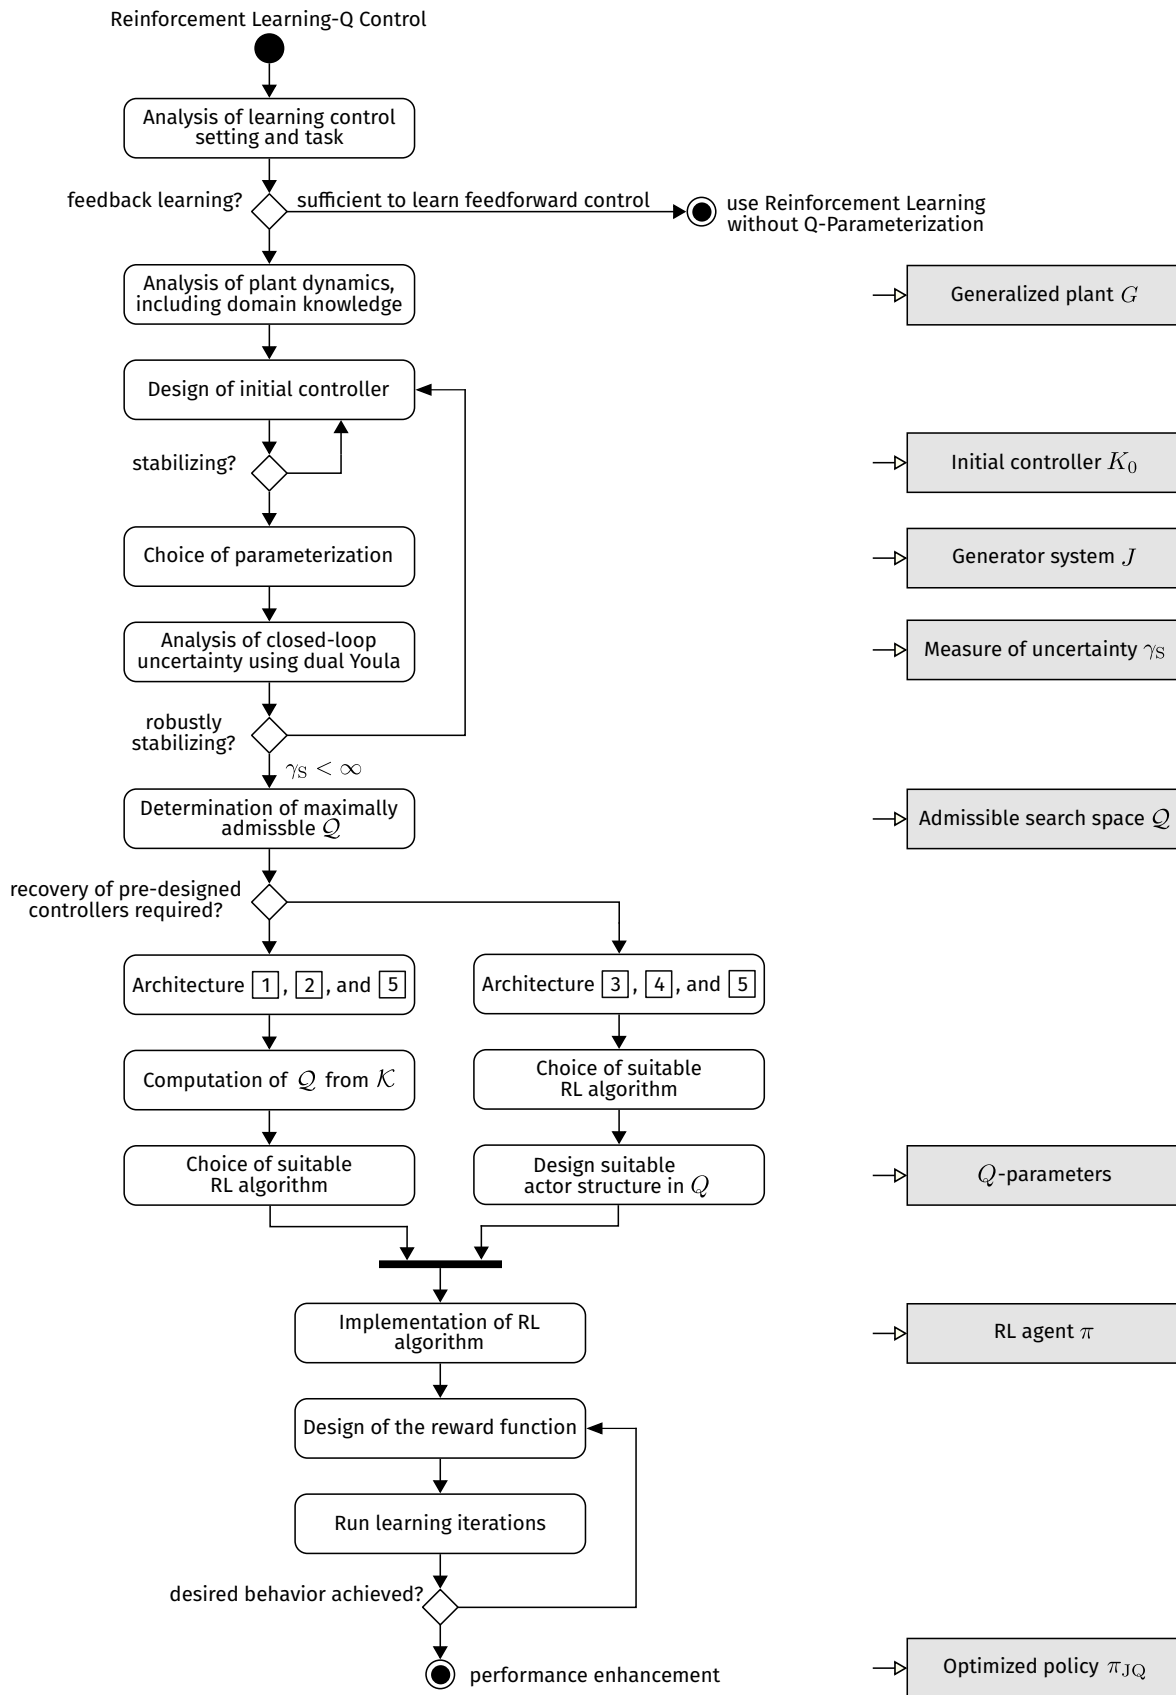 Reinforcement Learning-Q Control
Analysis of learning control
setting and task
feedback learning?
sufficient to learn feedforward control
use Reinforcement Learning
without Q-Parameterization
Analysis of plant dynamics,
including domain knowledge
Generalized plant G
Design of initial controller
stabilizing?
Initial controller K₀
Choice of parameterization
Generator system J
Analysis of closed-loop
uncertainty using dual Youla
Measure of uncertainty γ_S
robustly
stabilizing?
γ_S < ∞
Determination of maximally
admissble 𝒬
Admissible search space 𝒬
recovery of pre-designed
controllers required?
Architecture 1, 2, and 5
Architecture 3, 4, and 5
Computation of 𝒬 from 𝒦
Choice of suitable
RL algorithm
Choice of suitable
RL algorithm
Design suitable
actor structure in Q
Q-parameters
Implementation of RL
algorithm
RL agent π
Design of the reward function
Run learning iterations
desired behavior achieved?
performance enhancement
Optimized policy π_JQ